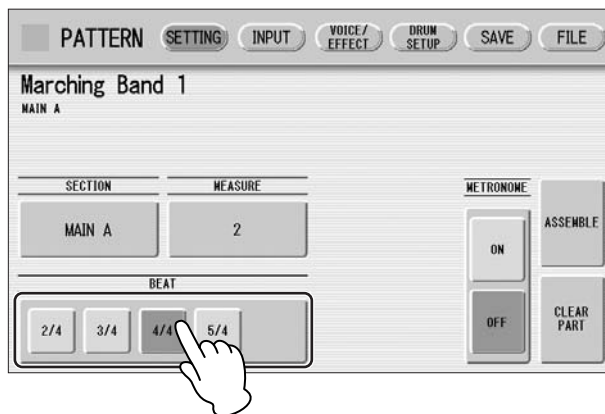 PATTERN SETTING INPUT VOICE/ EFFECT DRUM SETUP SAVE FILE
Marching Band 1
MAIN A
SECTION MEASURE METRONOME
MAIN A 2 ON ASSEMBLE
BEAT
2/4 3/4 4/4 5/4 OFF CLEAR PART